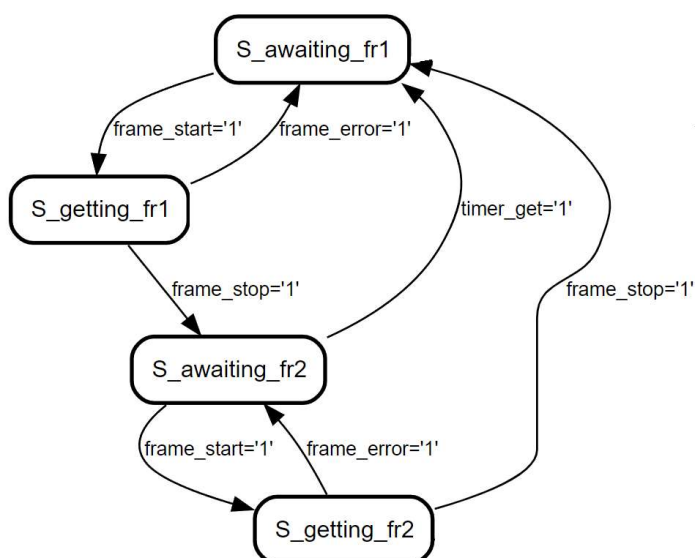 S_awaiting_fr1
frame_start='1'
frame_error='1'
S_getting_fr1
timer_get='1'
frame_stop='1'
frame_stop='1'
S_awaiting_fr2
frame_start='1'
frame_error='1'
S_getting_fr2